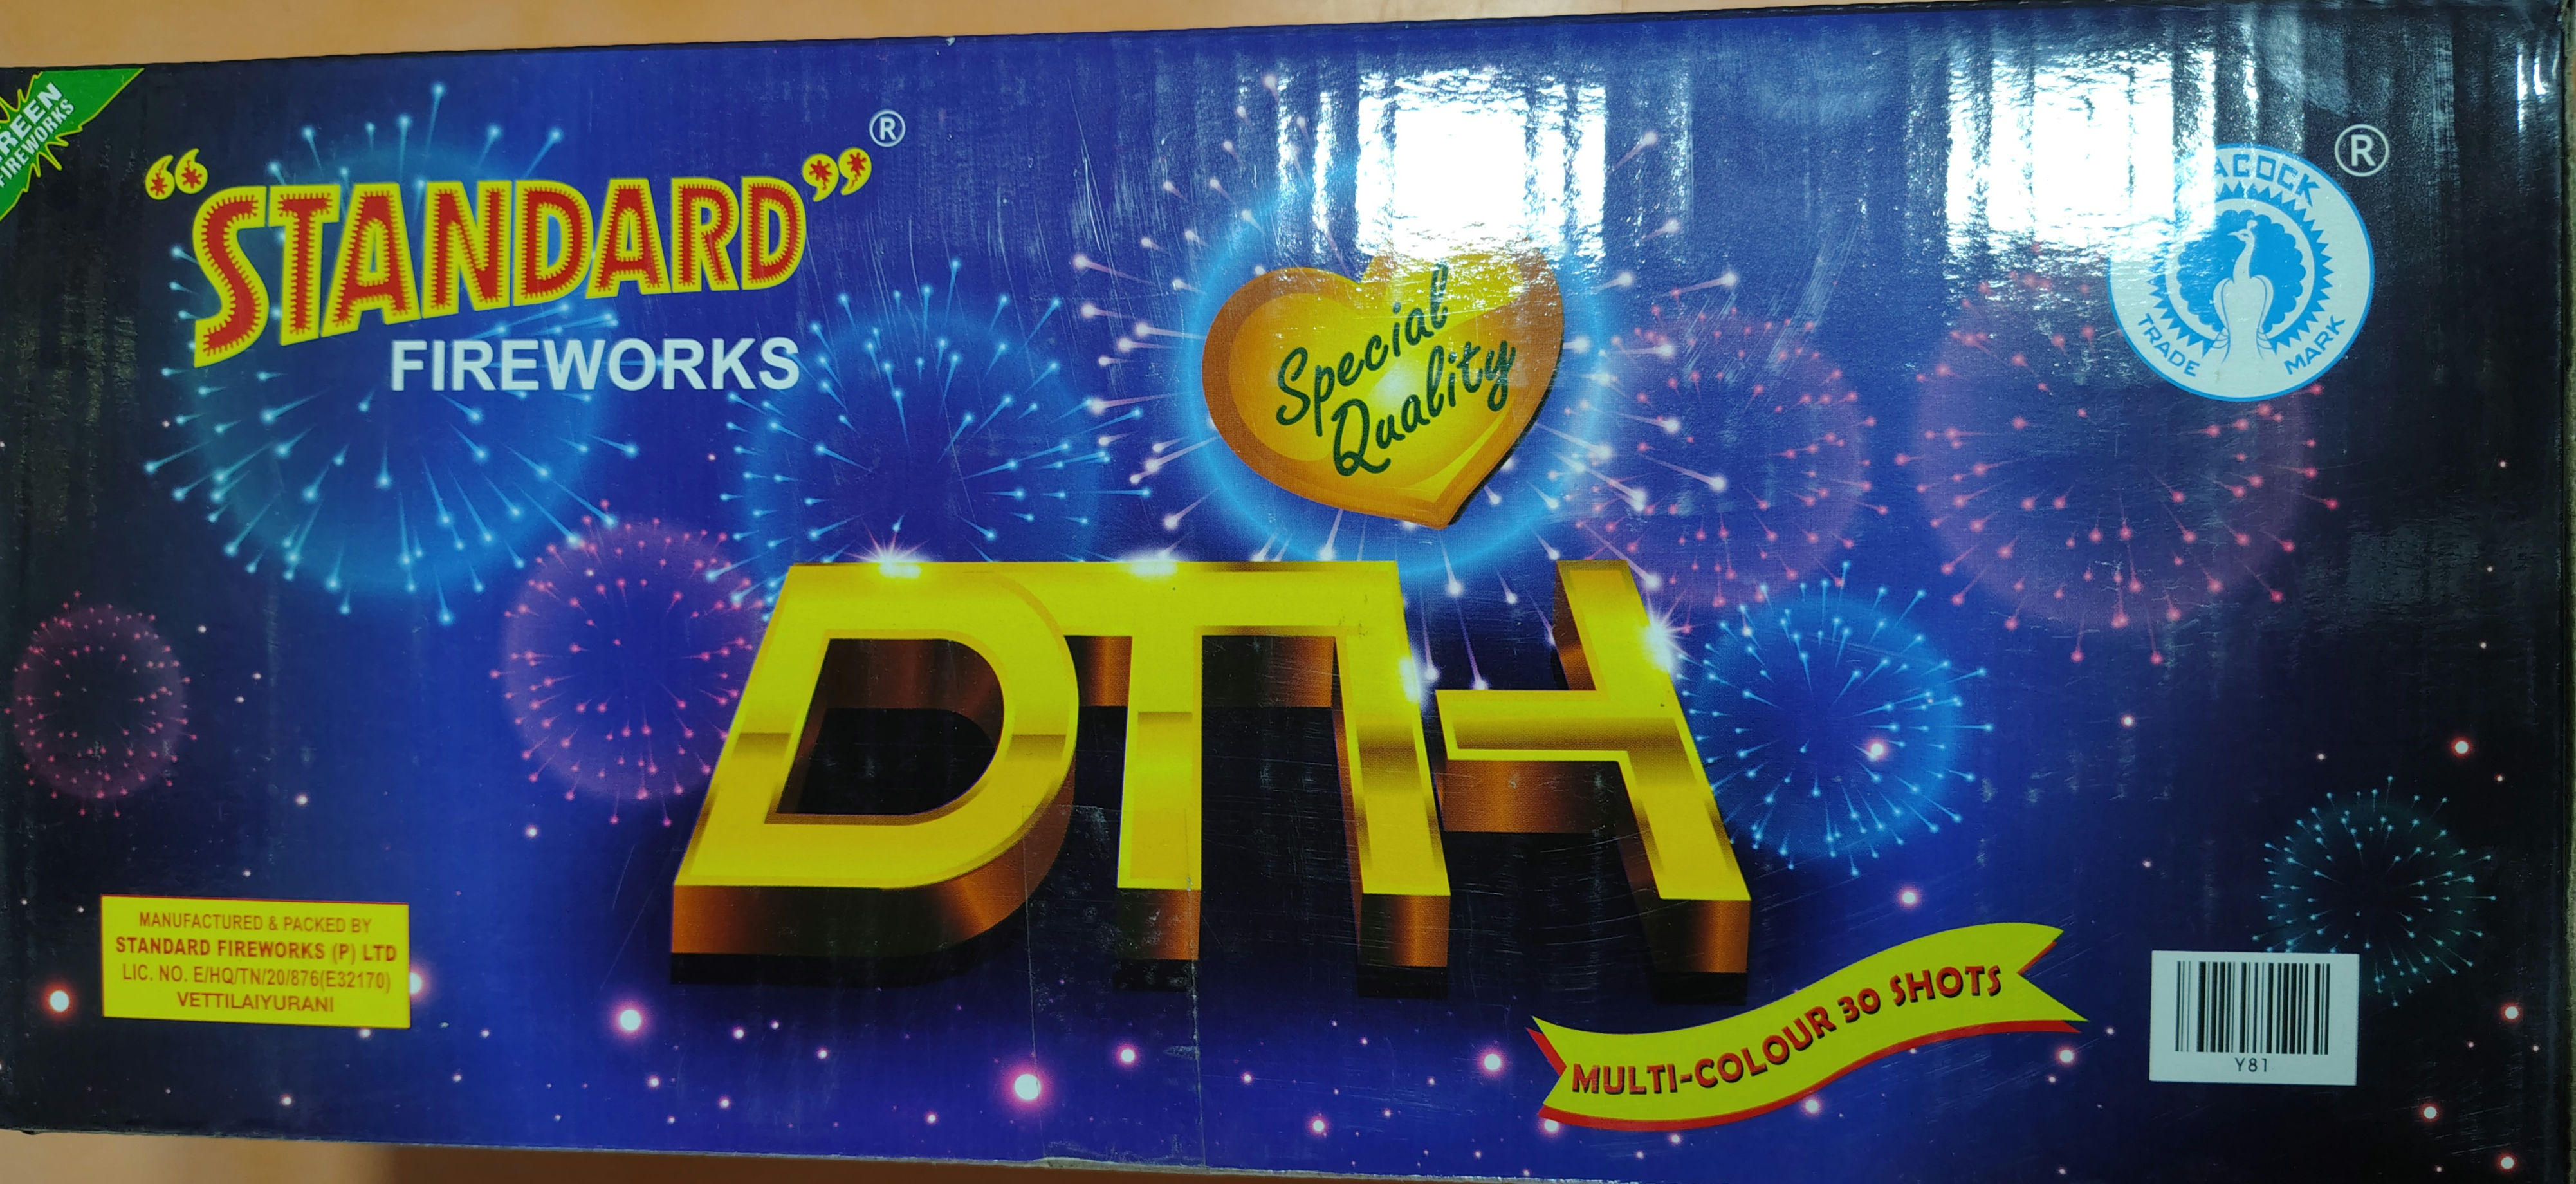 FIREWORKS
“STANDARD” ®
FIREWORKS
Special
Quality
®
TRADE MARK
DTH
MANUFACTURED & PACKED BY
STANDARD FIREWORKS (P) LTD
LIC. NO. E/HQ/TN/20/876(E32170)
VETTILAIYURANI
MULTI-COLOUR 30 SHOTS
Y81